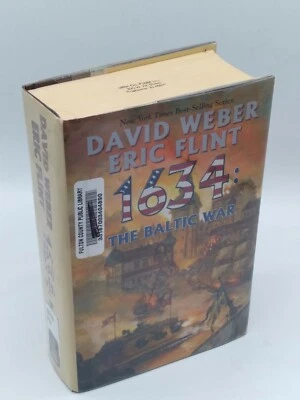 New York Times Best-Selling Series
DAVID WEBER
ERIC FLINT
1634:
THE BALTIC WAR
DAVID WEBER
ERIC FLINT
FULTON COUNTY PUBLIC LIBRARY